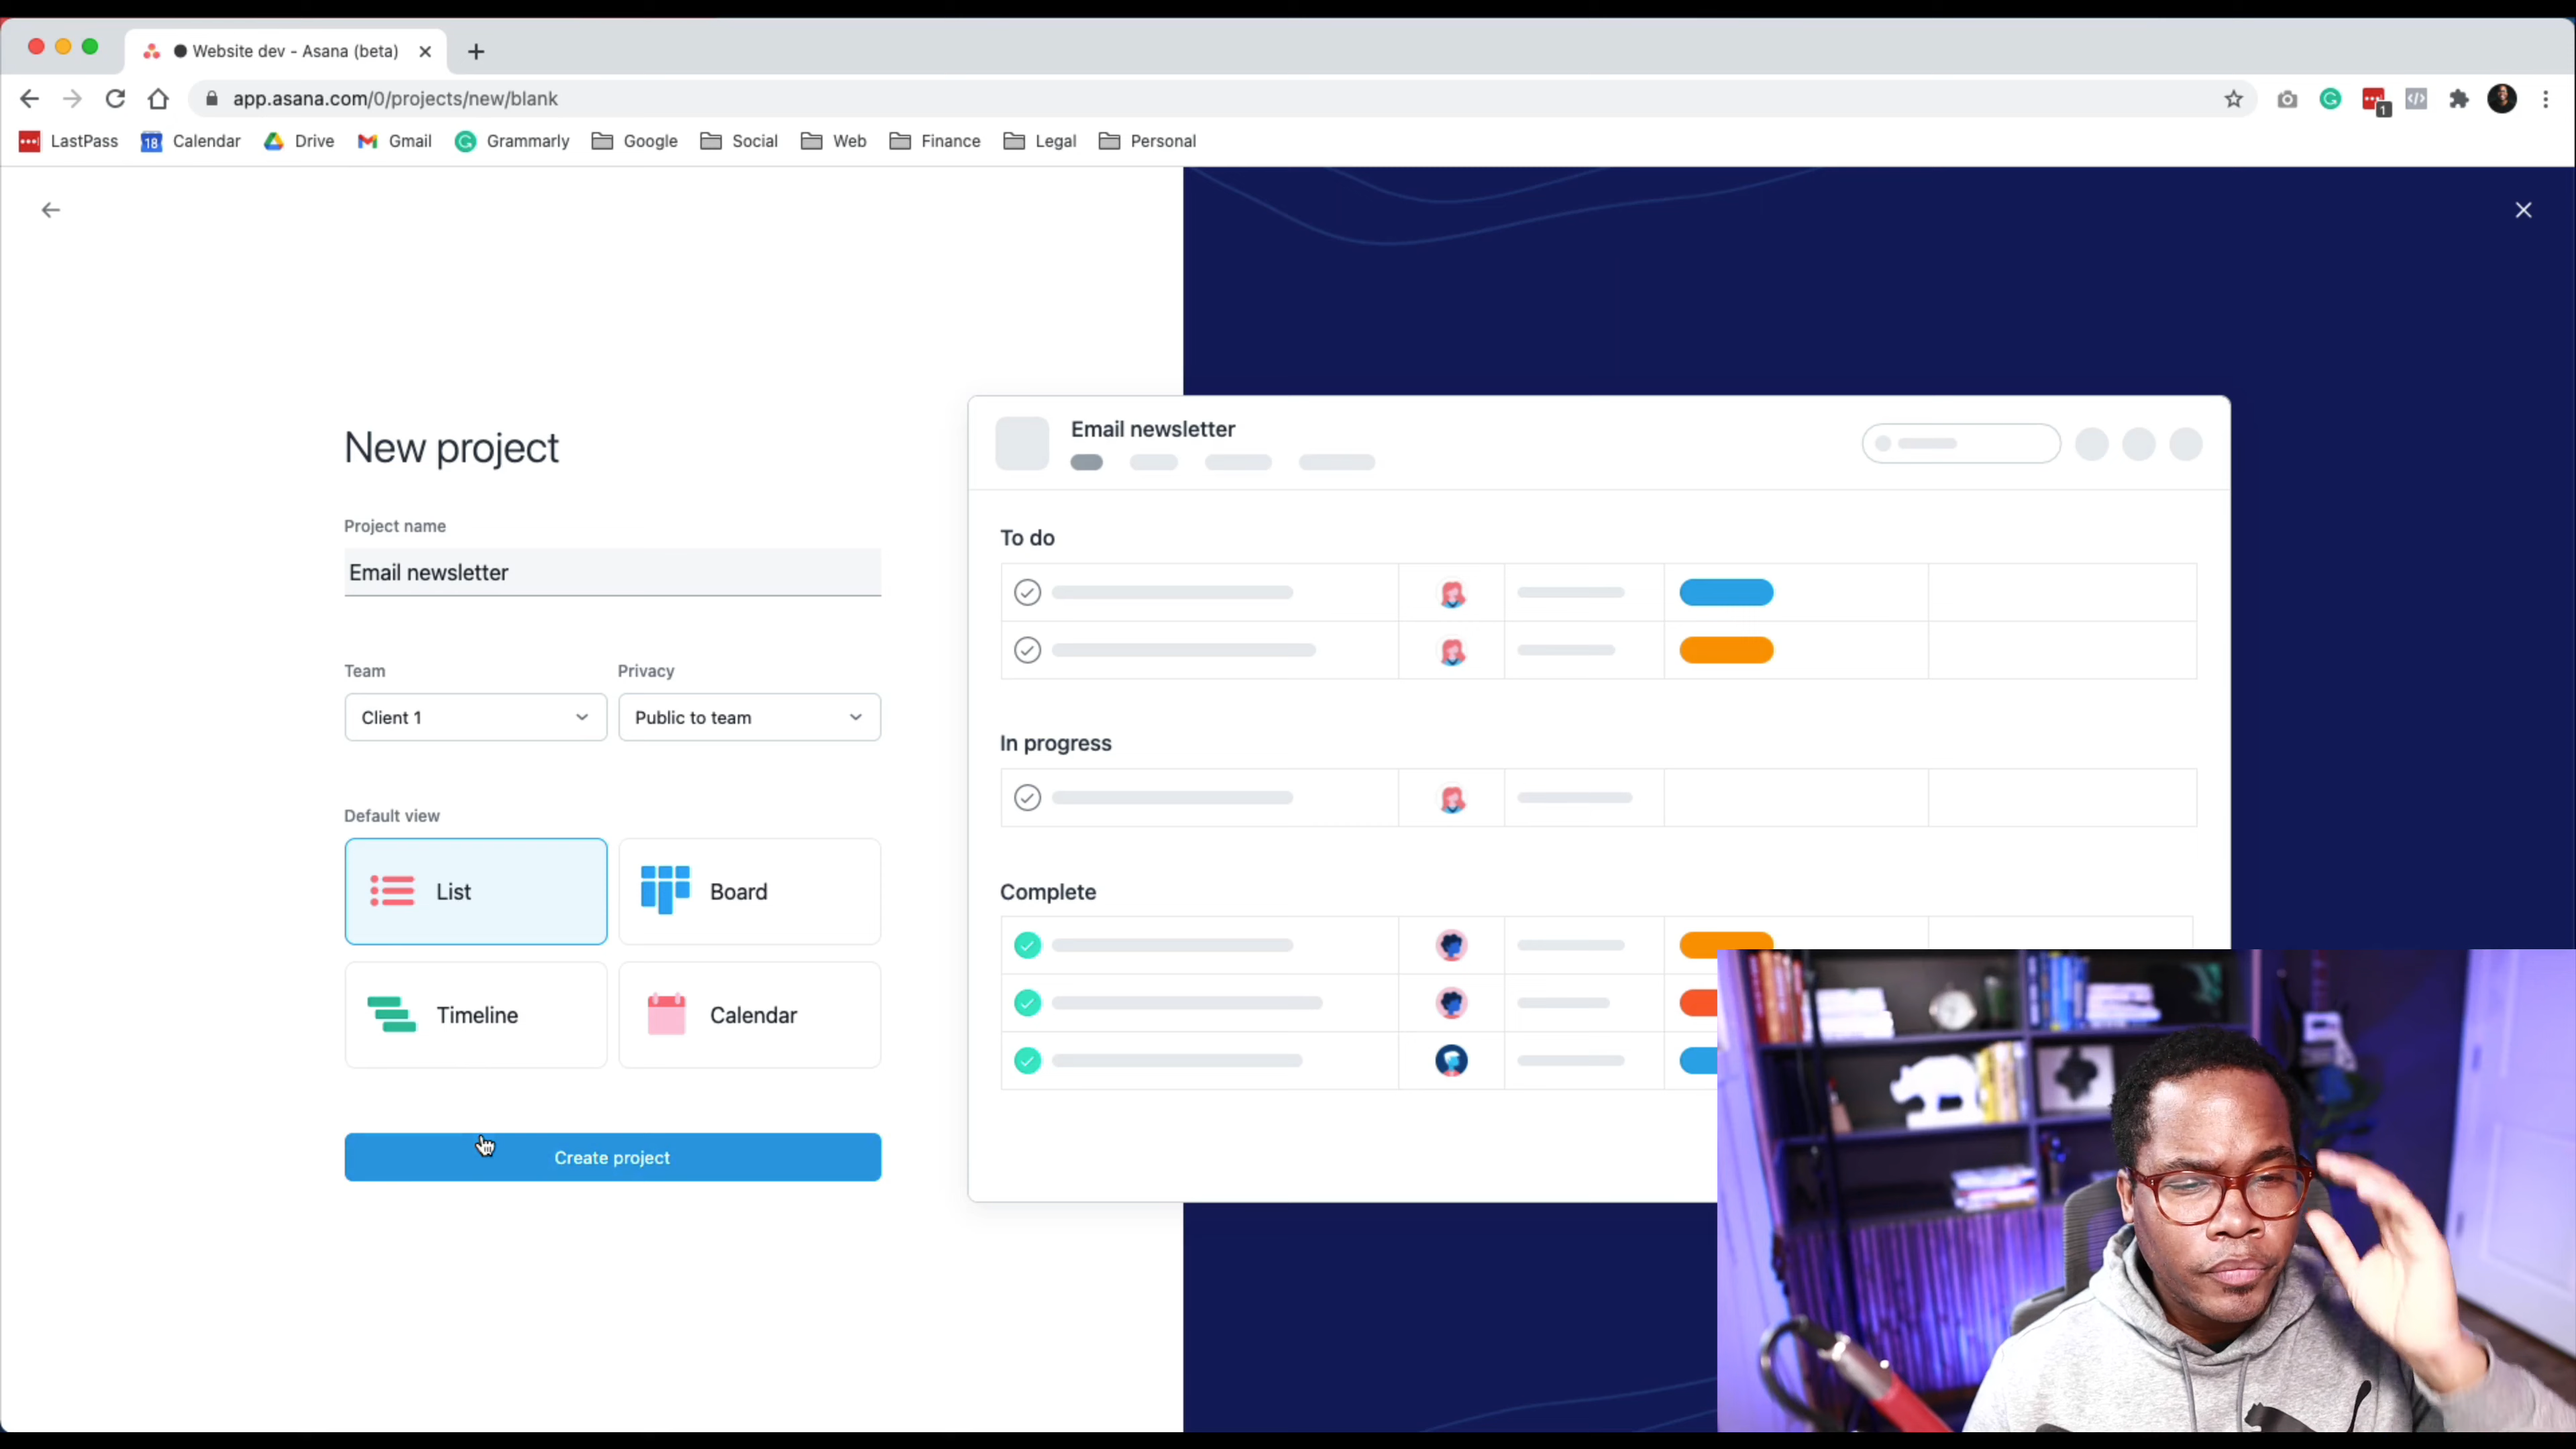 Website dev - Asana (beta)
app.asana.com/0/projects/new/blank
1
LastPass
18
Calendar
Drive
Gmail
Grammarly
Google
Social
Web
Finance
Legal
Personal
New project
Project name
Email newsletter
Team
Privacy
Client 1
Public to team
Default view
List
Board
Timeline
Calendar
Create project
Email newsletter
To do
In progress
Complete